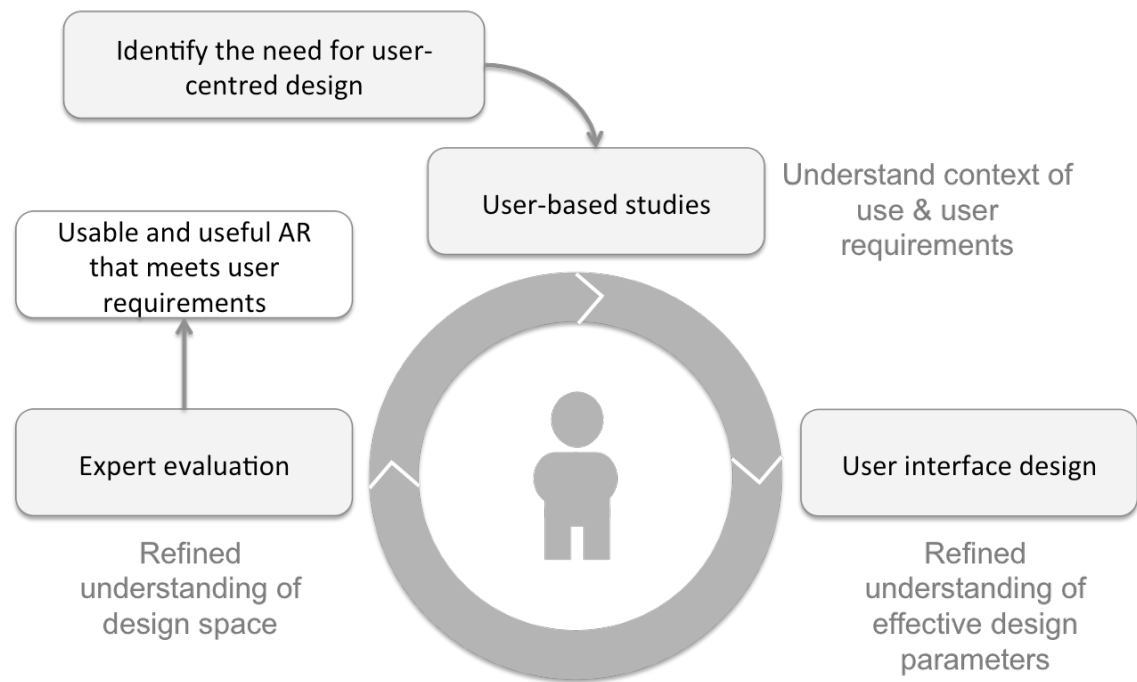 Identify the need for user-
centred design
User-based studies
Understand context of
use & user
requirements
Usable and useful AR
that meets user
requirements
Expert evaluation
Refined
understanding of
design space
User interface design
Refined
understanding of
effective design
parameters